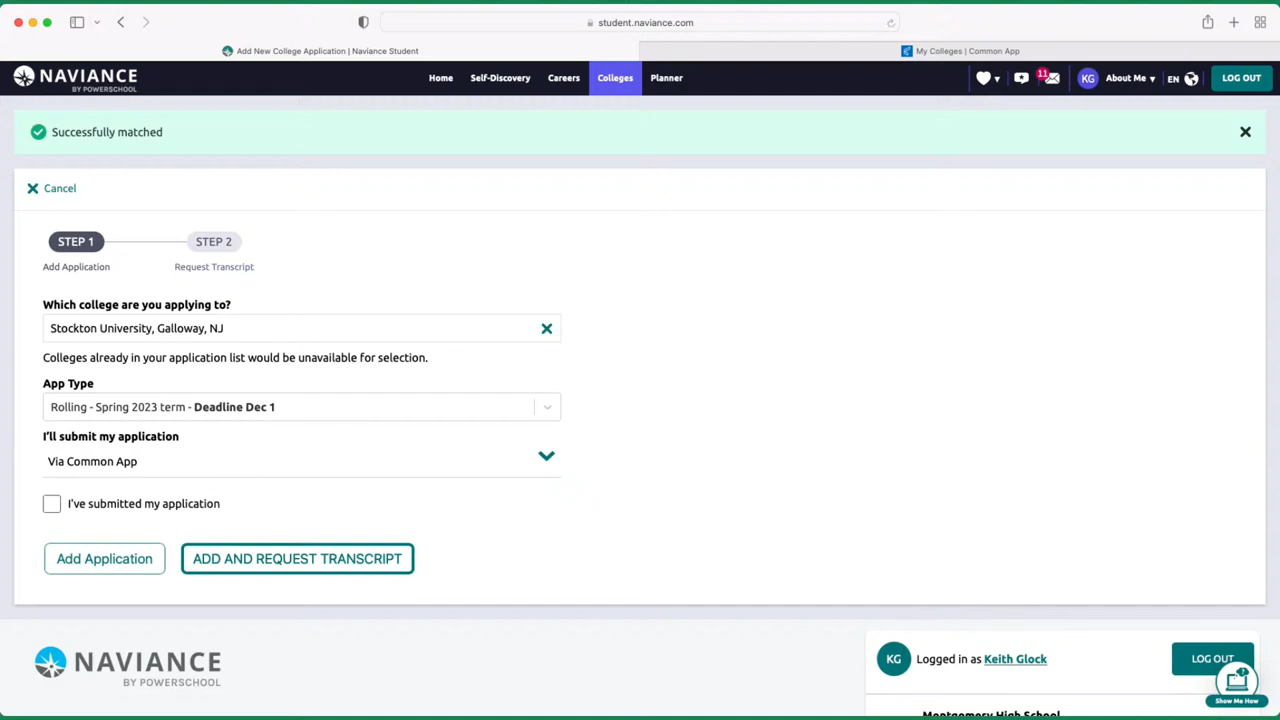 student.naviance.com
Add New College Application | Naviance Student
My Colleges | Common App
NAVIANCE
BY POWERSCHOOL
Home
Self-Discovery
Careers
Colleges
Planner
11
KG
About Me
EN
LOG OUT
Successfully matched
Cancel
STEP 1
STEP 2
Add Application
Request Transcript
Which college are you applying to?
Stockton University, Galloway, NJ
Colleges already in your application list would be unavailable for selection.
App Type
Rolling - Spring 2023 term - Deadline Dec 1
I'll submit my application
Via Common App
I've submitted my application
Add Application
ADD AND REQUEST TRANSCRIPT
NAVIANCE
BY POWERSCHOOL
KG
Logged in as Keith Glock
LOG OUT
Show Me How
Montgomery High School